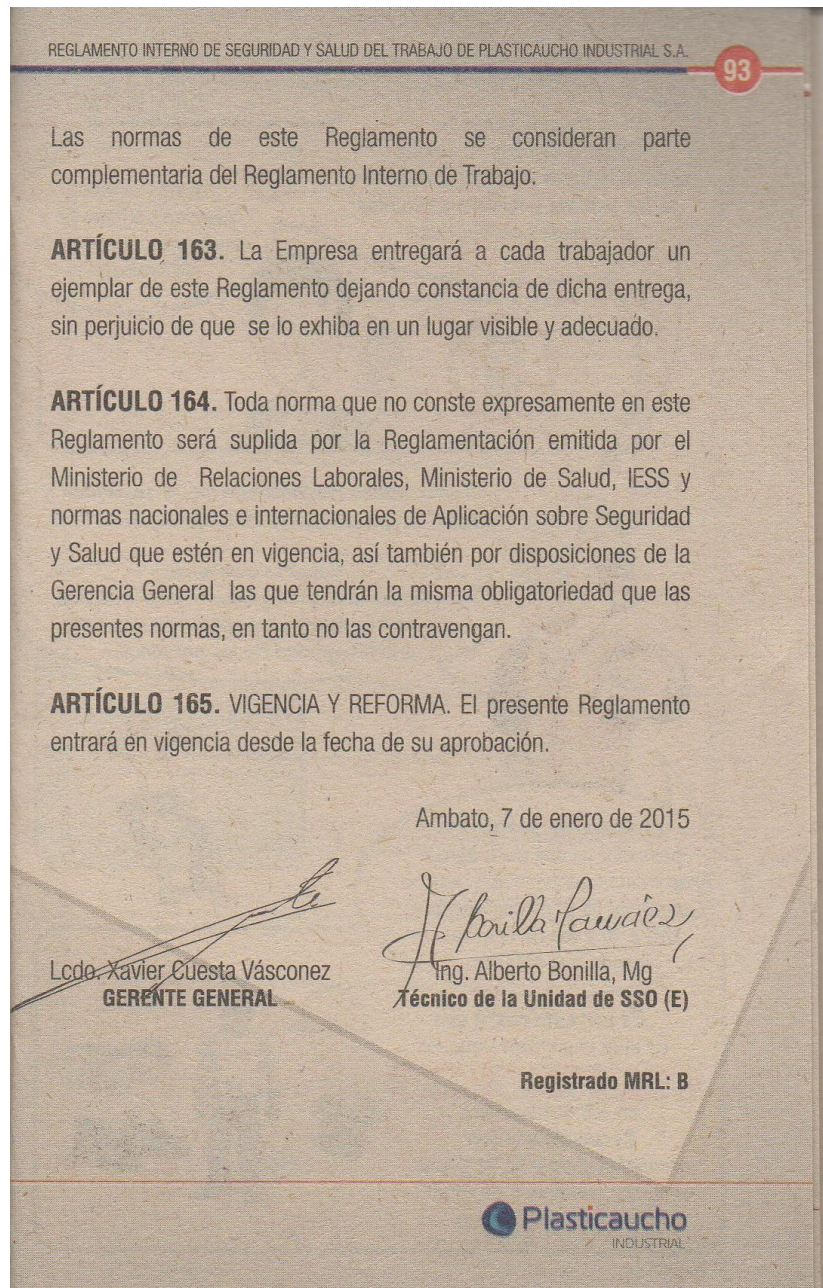 REGLAMENTO INTERNO DE SEGURIDAD Y SALUD DEL TRABAJO DE PLASTICAUCHO INDUSTRIAL S.A.
93
Las normas de este Reglamento se consideran parte
complementaria del Reglamento Interno de Trabajo.
ARTÍCULO 163. La Empresa entregará a cada trabajador un
ejemplar de este Reglamento dejando constancia de dicha entrega,
sin perjuicio de que se lo exhiba en un lugar visible y adecuado.
ARTÍCULO 164. Toda norma que no conste expresamente en este
Reglamento será suplida por la Reglamentación emitida por el
Ministerio de Relaciones Laborales, Ministerio de Salud, IESS y
normas nacionales e internacionales de Aplicación sobre Seguridad
y Salud que estén en vigencia, así también por disposiciones de la
Gerencia General las que tendrán la misma obligatoriedad que las
presentes normas, en tanto no las contravengan.
ARTÍCULO 165. VIGENCIA Y REFORMA. El presente Reglamento
entrará en vigencia desde la fecha de su aprobación.
Ambato, 7 de enero de 2015
Lcdo. Xavier Cuesta Vásconez
GERENTE GENERAL
Ing. Alberto Bonilla, Mg
Técnico de la Unidad de SSO (E)
Registrado MRL: B
Plasticaucho
INDUSTRIAL